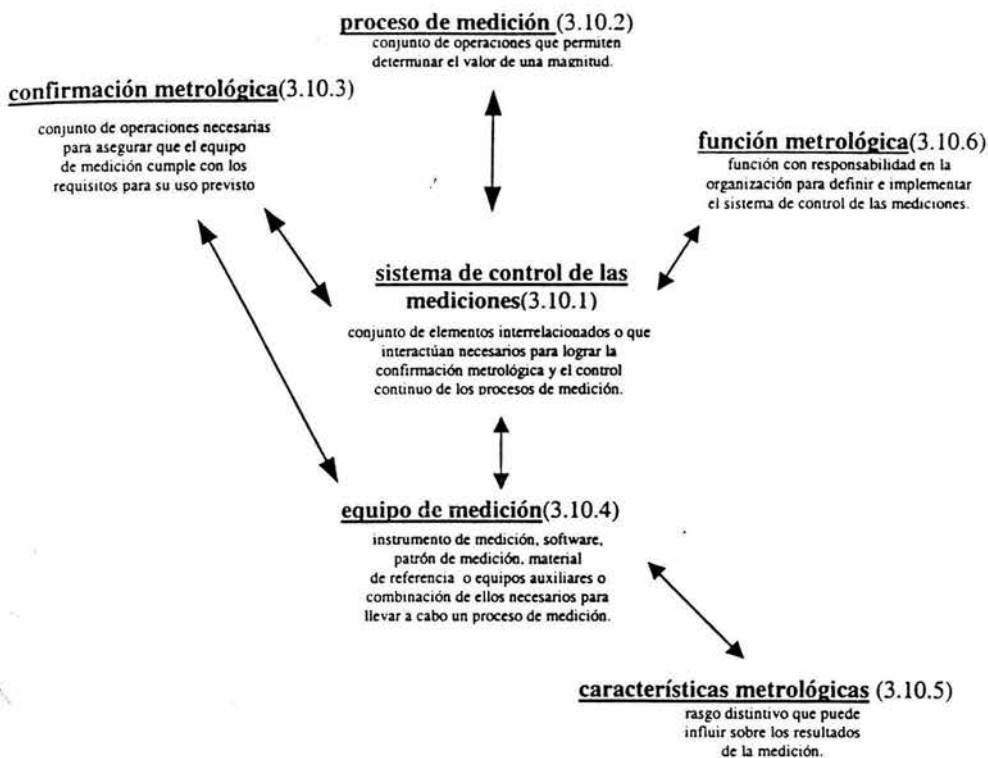 proceso de medición (3.10.2)
conjunto de operaciones que permiten
determinar el valor de una magnitud.
confirmación metrológica(3.10.3)
conjunto de operaciones necesarias
para asegurar que el equipo
de medición cumple con los
requisitos para su uso previsto
función metrológica(3.10.6)
función con responsabilidad en la
organización para definir e implementar
el sistema de control de las mediciones.
sistema de control de las
mediciones(3.10.1)
conjunto de elementos interrelacionados o que
interactúan necesarios para lograr la
confirmación metrológica y el control
continuo de los procesos de medición.
equipo de medición(3.10.4)
instrumento de medición, software,
patrón de medición, material
de referencia o equipos auxiliares o
combinación de ellos necesarios para
llevar a cabo un proceso de medición.
características metrológicas (3.10.5)
rasgo distintivo que puede
influir sobre los resultados
de la medición.